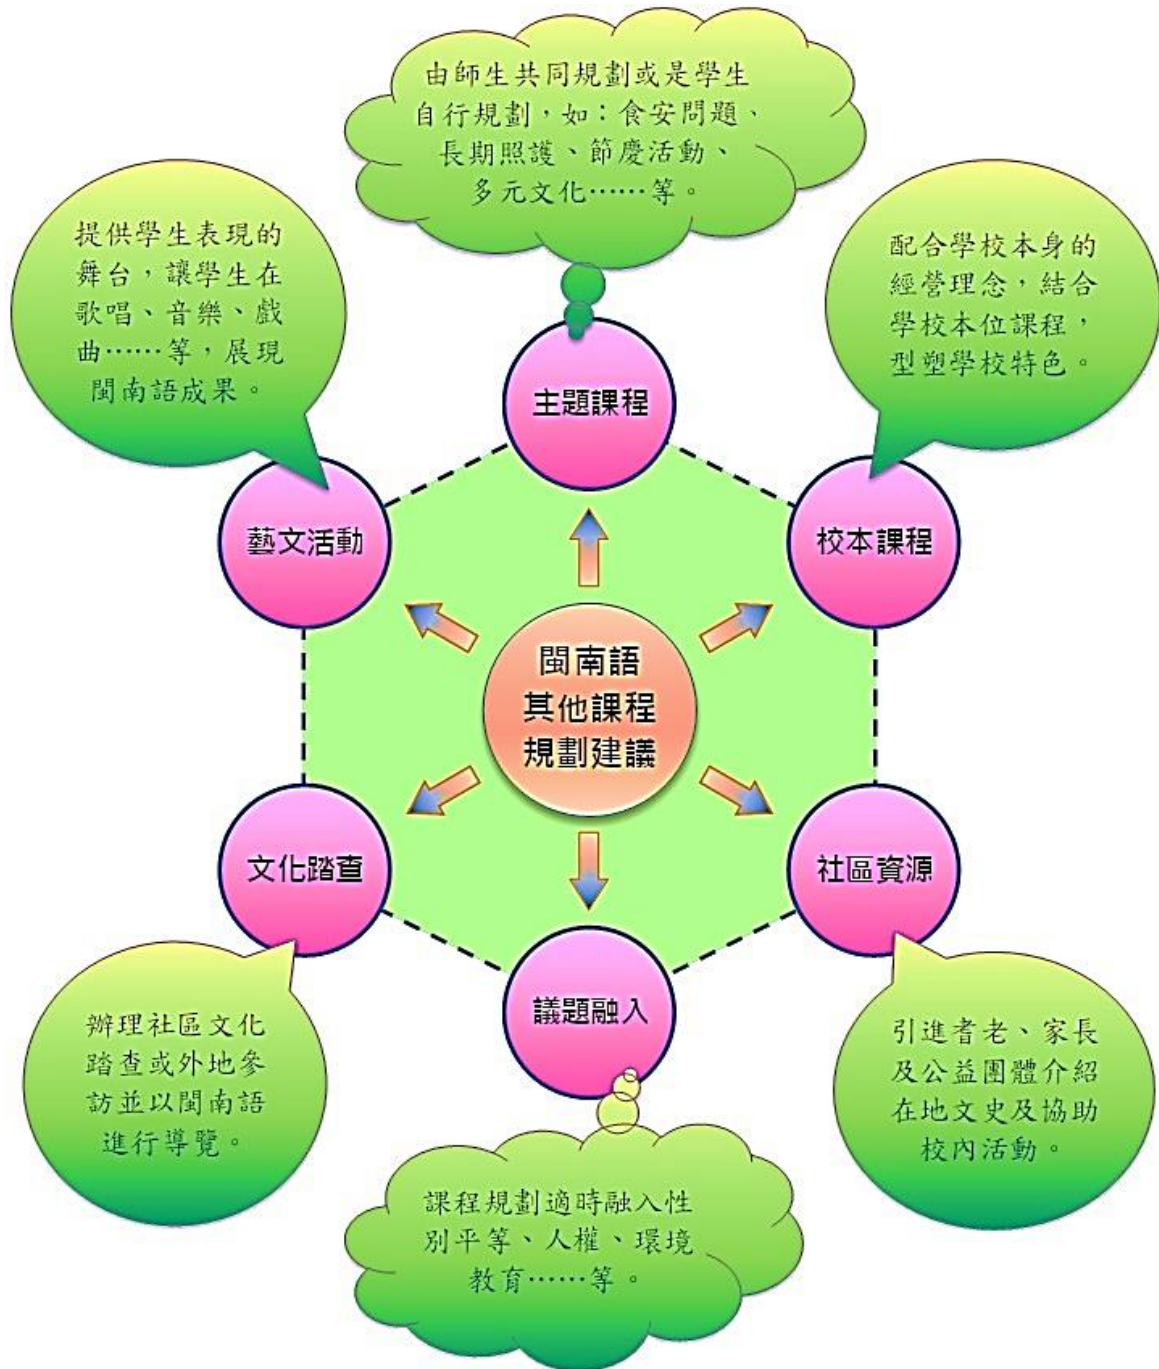 由師生共同規劃或是學生
自行規劃，如：食安問題、
長期照護、節慶活動、
多元文化……等。
提供學生表現的
舞台，讓學生在
歌唱、音樂、戲
曲……等，展現
閩南語成果。
配合學校本身的
經營理念，結合
學校本位課程，
型塑學校特色。
主題課程
藝文活動
校本課程
閩南語
其他課程
規劃建議
文化踏查
社區資源
議題融入
辦理社區文化
踏查或外地參
訪並以閩南語
進行導覽。
引進耆老、家長
及公益團體介紹
在地文史及協助
校內活動。
課程規劃適時融入性
別平等、人權、環境
教育……等。